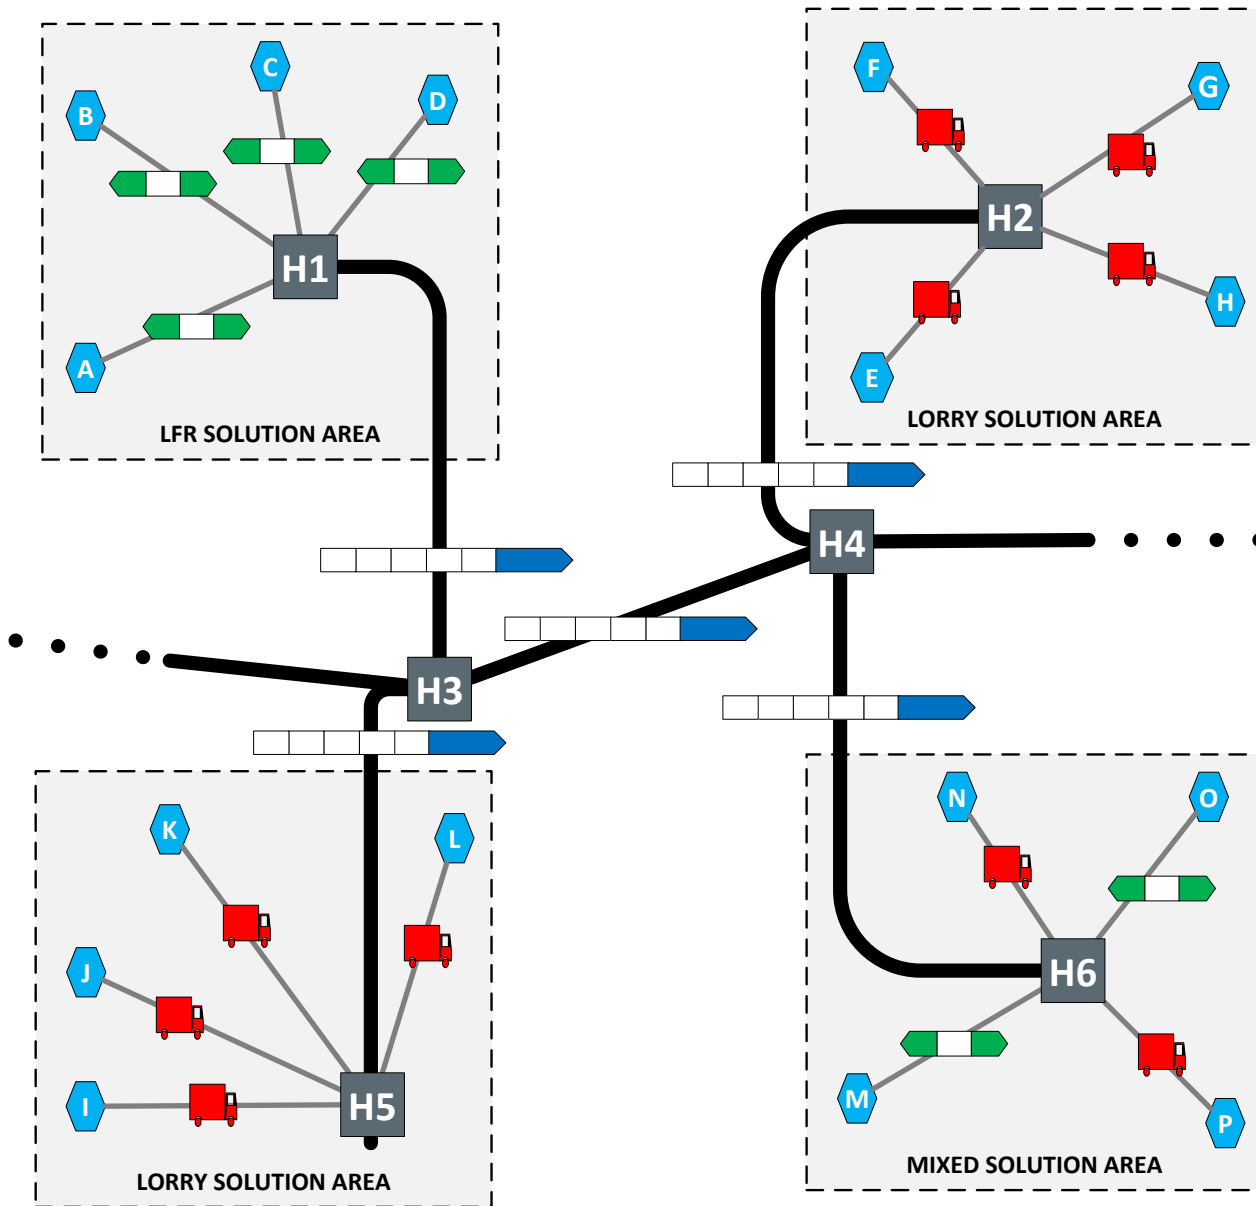 C
B
D
H1
A
LFR SOLUTION AREA
F
G
H2
H
E
LORRY SOLUTION AREA
H4
H3
K
L
J
I
H5
LORRY SOLUTION AREA
N
O
H6
M
P
MIXED SOLUTION AREA